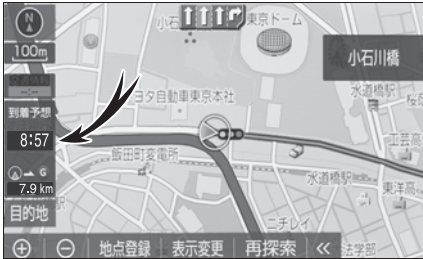 N
小石
東京ドーム
100m
小石川橋
水道橋駅
--:--
到着予想
ヨタ自動車東京本社
桜
8:57
工芸高
飯田町変電所
G
水道橋駅
7.9 km
東洋高
目的地
ニチレイ
地点登録 表示変更 再探索 法学部